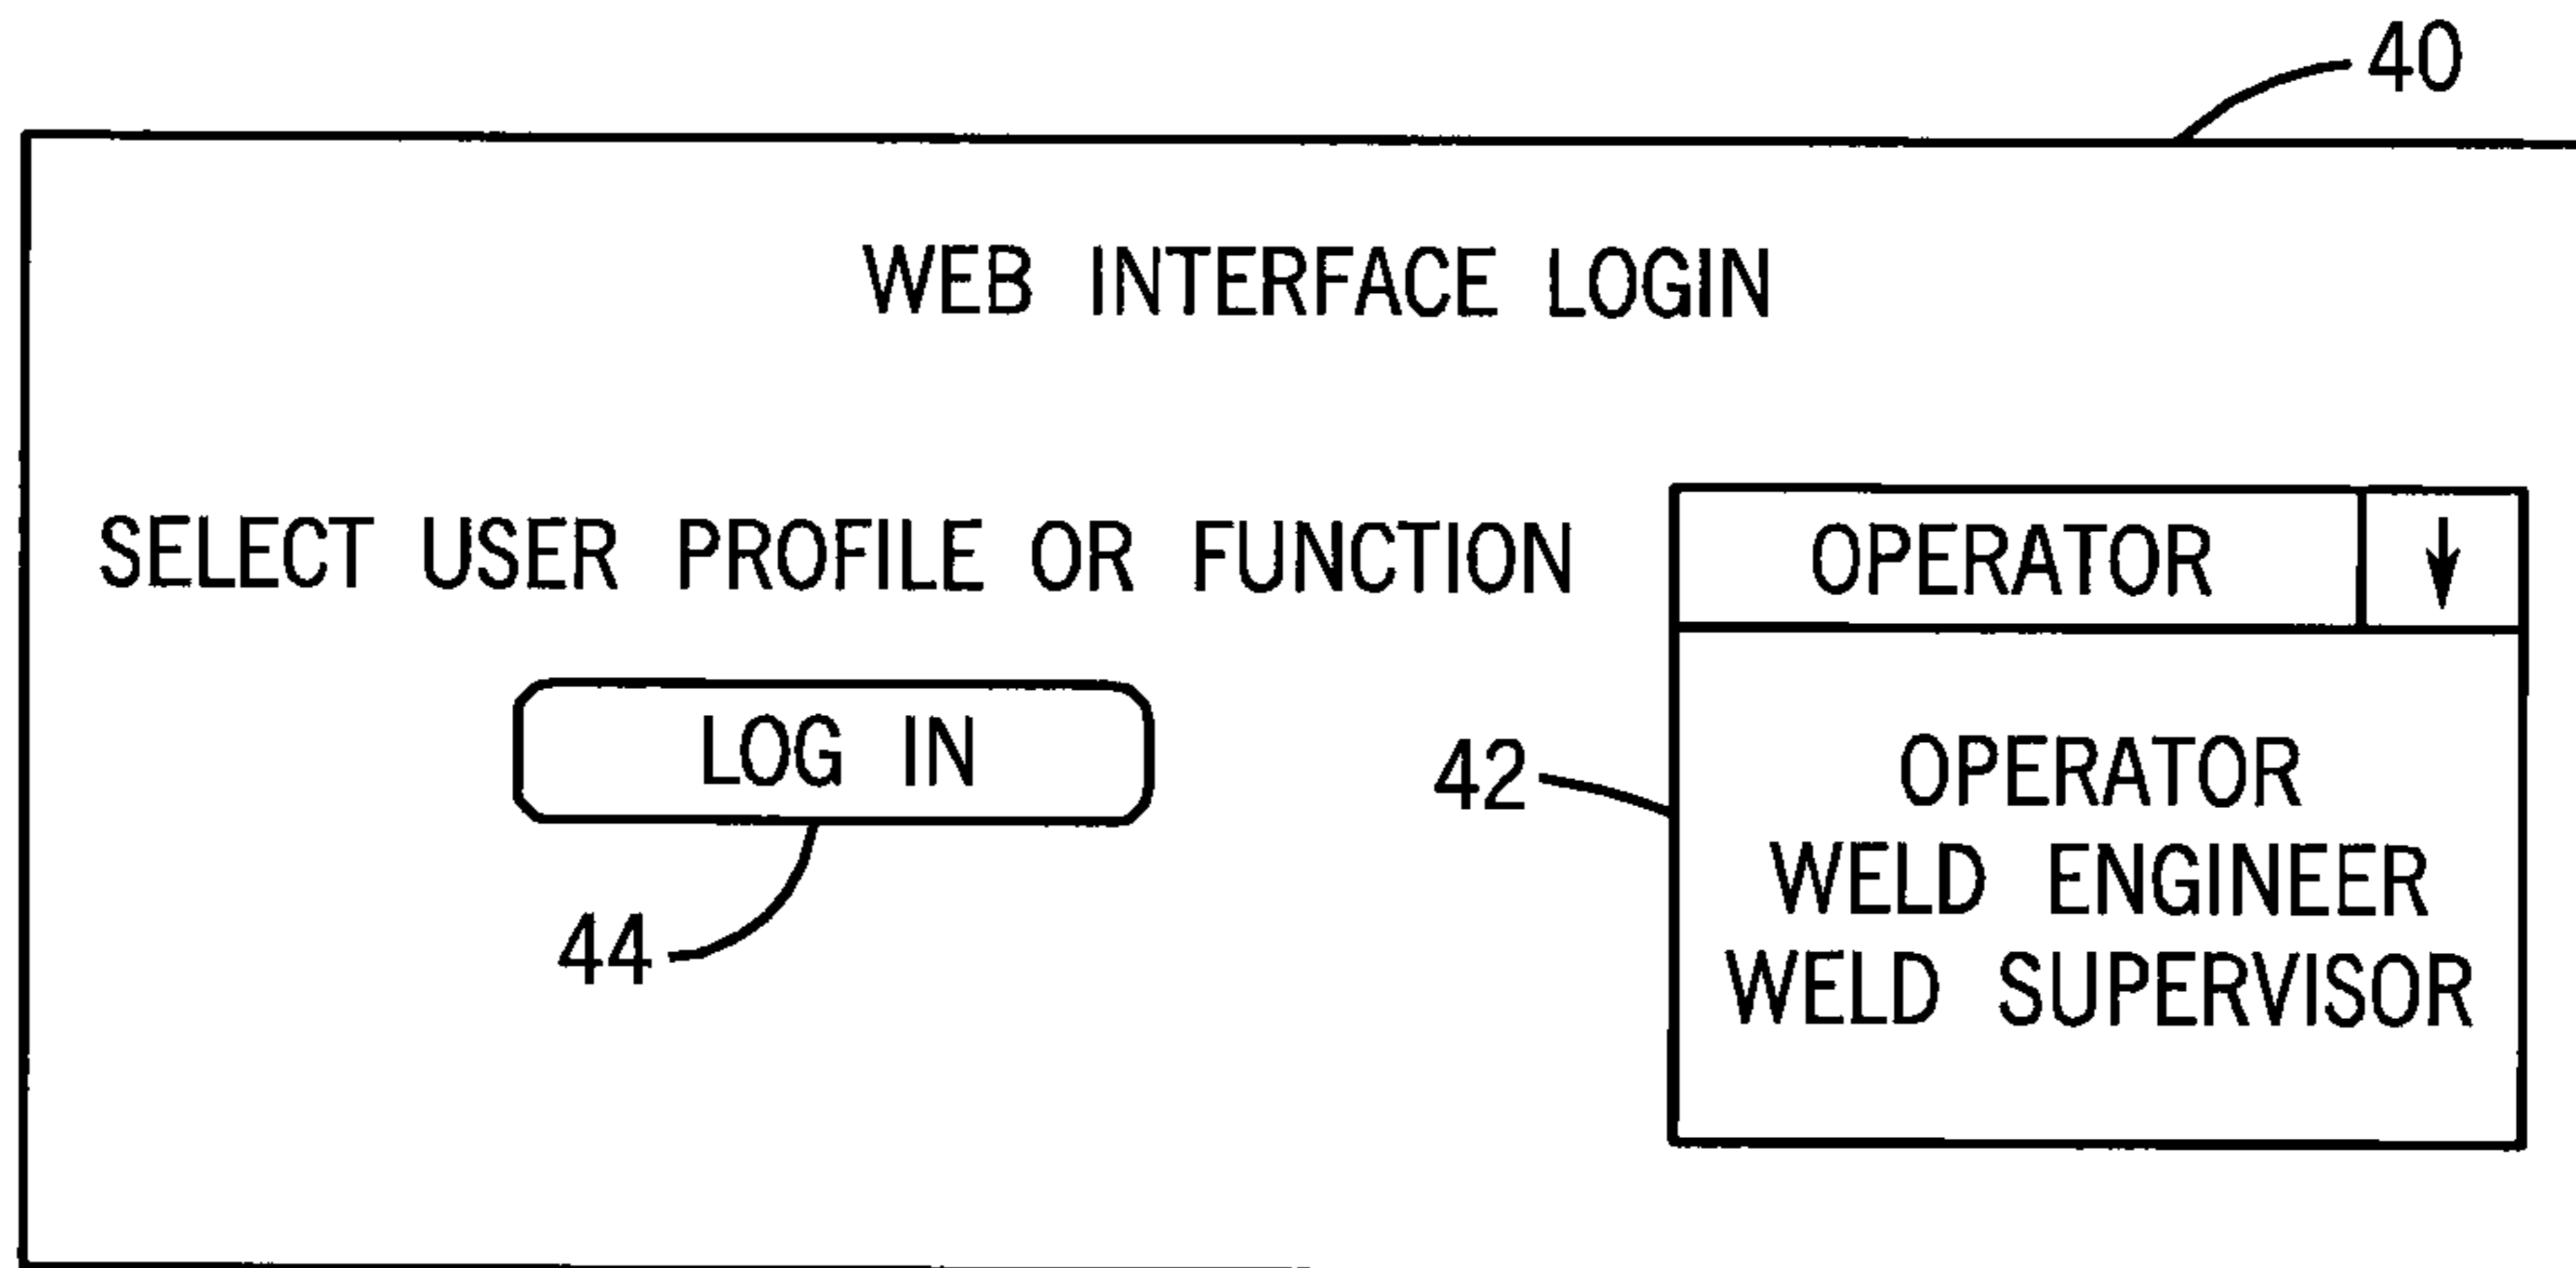 40
WEB INTERFACE LOGIN
SELECT USER PROFILE OR FUNCTION
OPERATOR
LOG IN
42
OPERATOR
WELD ENGINEER
WELD SUPERVISOR
44